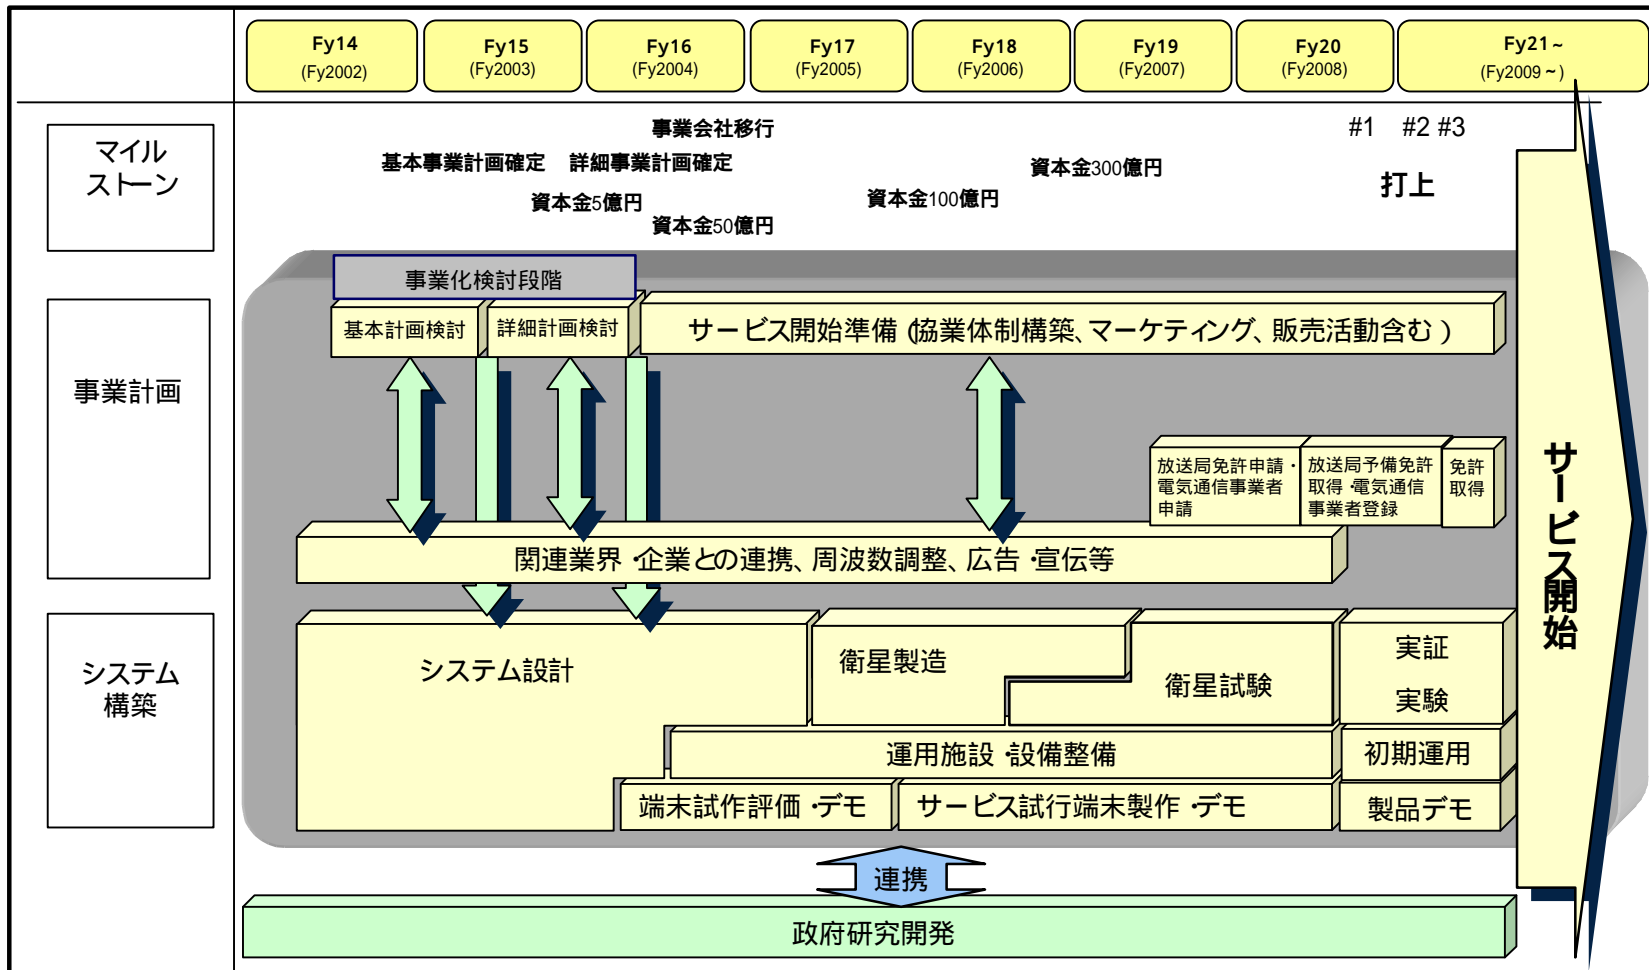 Fy14
(Fy2002)
Fy15
(Fy2003)
Fy16
(Fy2004)
Fy17
(Fy2005)
Fy18
(Fy2006)
Fy19
(Fy2007)
Fy20
(Fy2008)
Fy21~
(Fy2009~)
マイル
ストーン
事業会社移行
基本事業計画確定 詳細事業計画確定
資本金5億円
資本金50億円
資本金100億円
資本金300億円
#1 #2 #3
打上
事業計画
事業化検討段階
基本計画検討
詳細計画検討
サービス開始準備(協業体制構築、マーケティング、販売活動含む)
放送局免許申請・
電気通信事業者
申請
放送局予備免許
取得・電気通信
事業者登録
免許
取得
関連業界・企業との連携、周波数調整、広告・宣伝等
システム
構築
システム設計
衛星製造
衛星試験
実証
実験
運用施設・設備整備
初期運用
端末試作評価・デモ
サービス試行端末製作・デモ
製品デモ
サービス開始
連携
政府研究開発